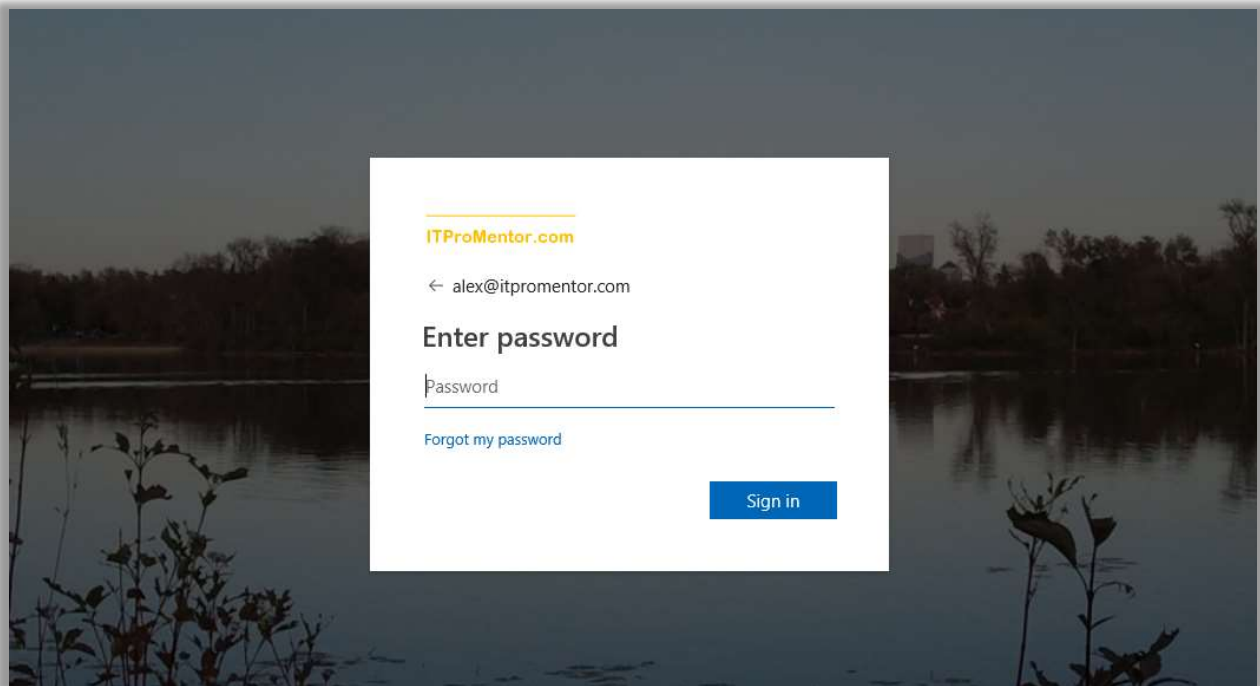 ITProMentor.com
← alex@itpromentor.com
Enter password
Password
Forgot my password
Sign in